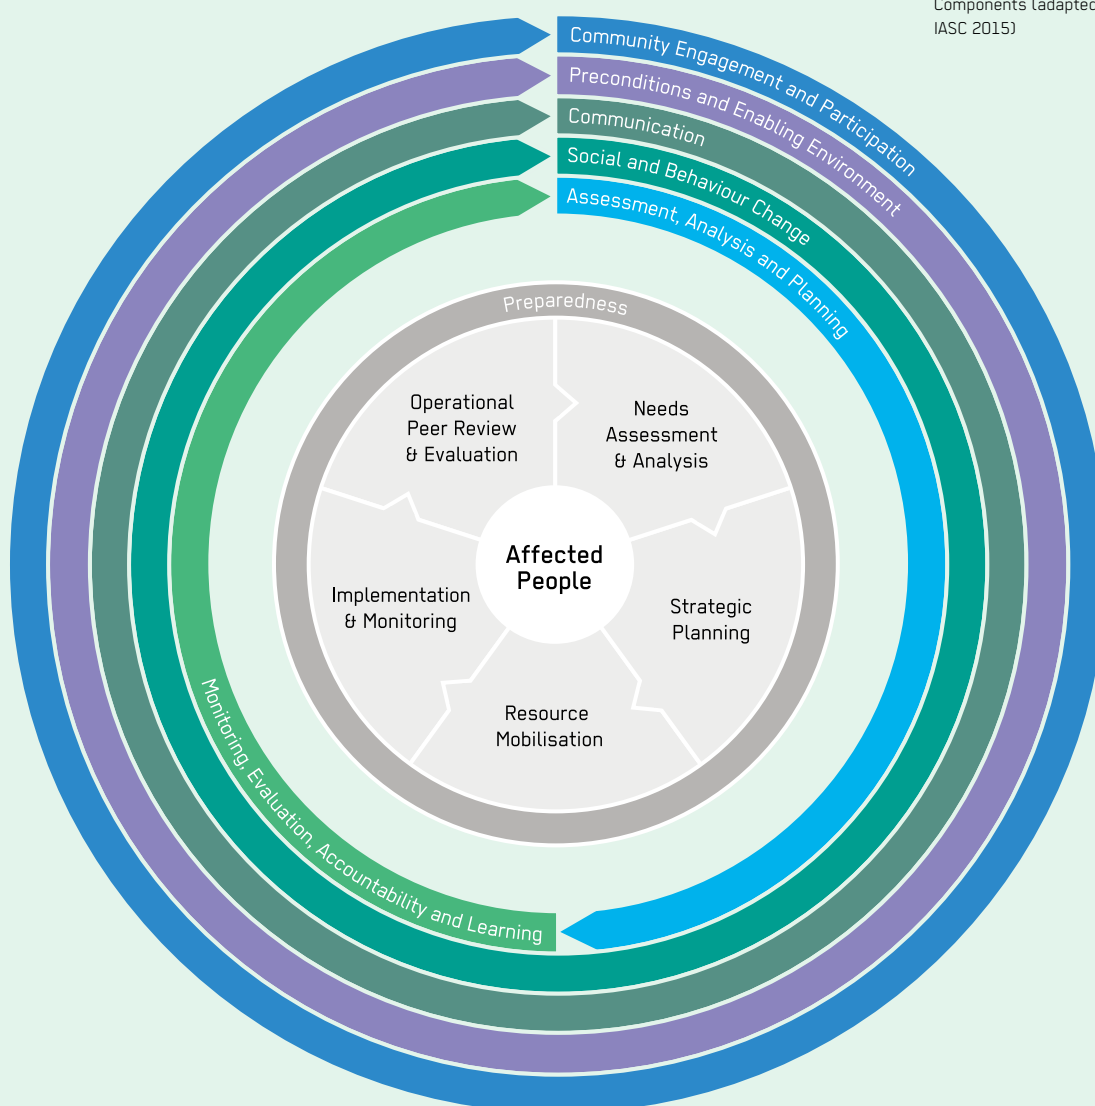 Components (adapted
IASC 2015)
Community Engagement and Participation
Preconditions and Enabling Environment
Communication
Social and Behaviour Change
Assessment, Analysis and Planning
Preparedness
Operational
Peer Review
& Evaluation
Needs
Assessment
& Analysis
Affected
People
Implementation
& Monitoring
Strategic
Planning
Resource
Mobilisation
Monitoring, Evaluation, Accountability and Learning